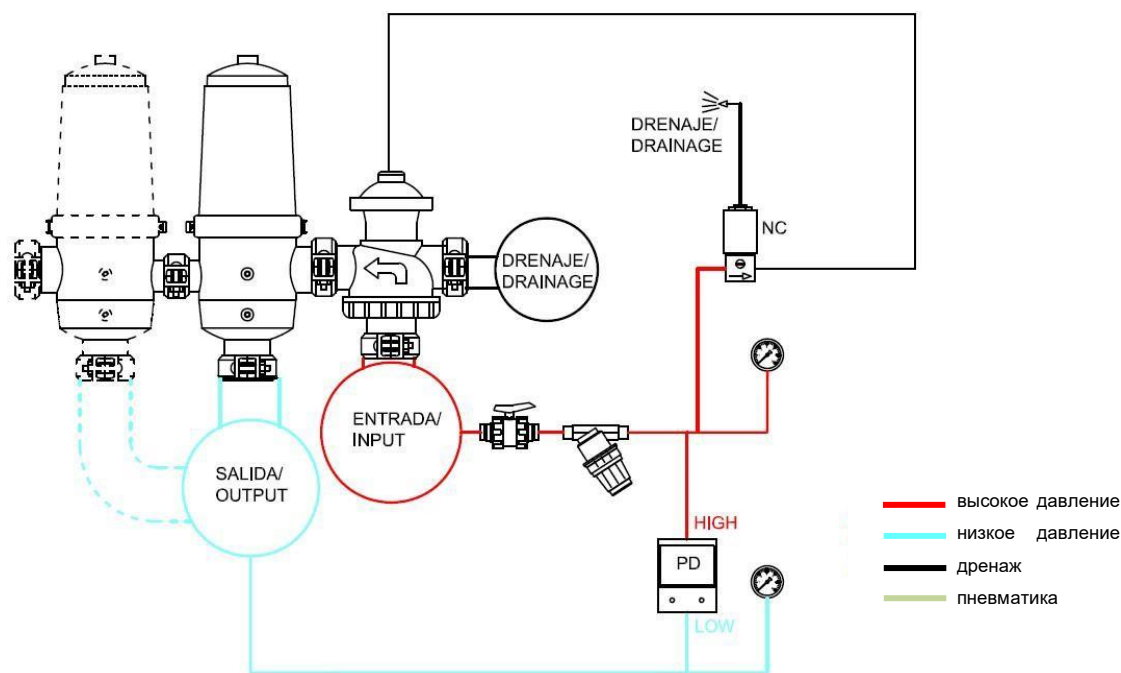 DRENAJE/
DRAINAGE
NC
DRENAJE/
DRAINAGE
ENTRADA/
INPUT
SALIDA/
OUTPUT
HIGH
PD
LOW
высокое давление
низкое давление
дренаж
пневматика